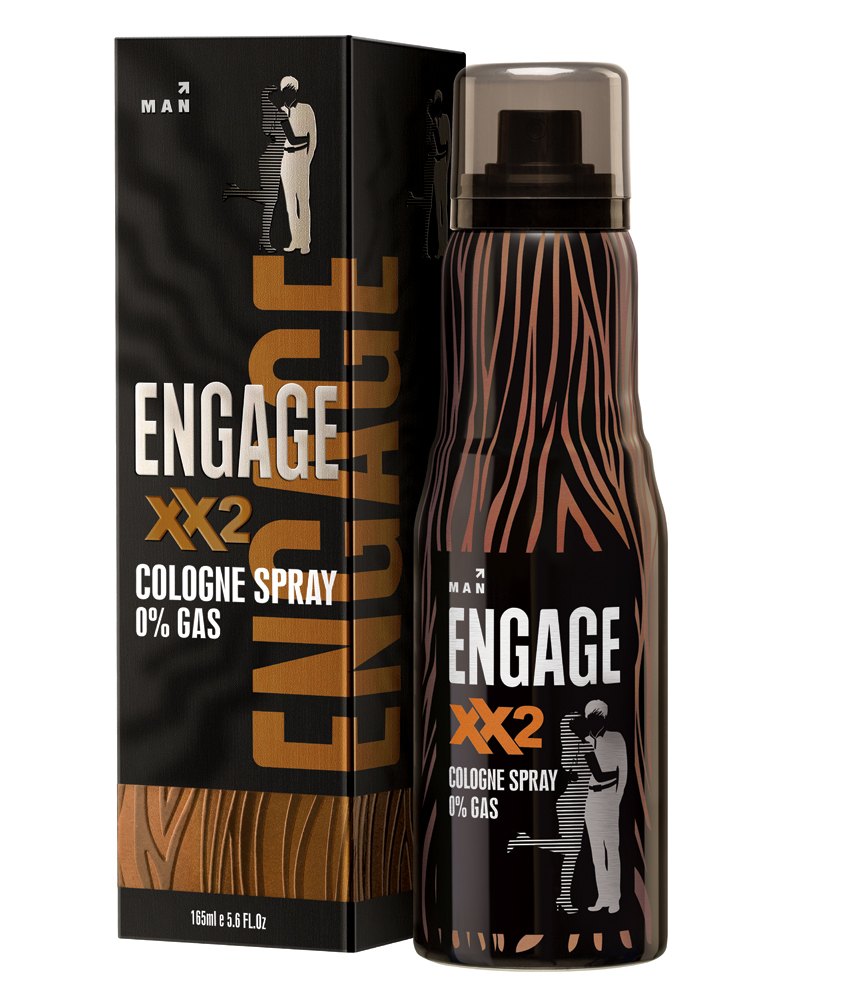 MAN
ENGAGE
XX2
COLOGNE SPRAY
0% GAS
ENGAGE
165ml e 5.6 FL.Oz
MAN
ENGAGE
XX2
COLOGNE SPRAY
0% GAS